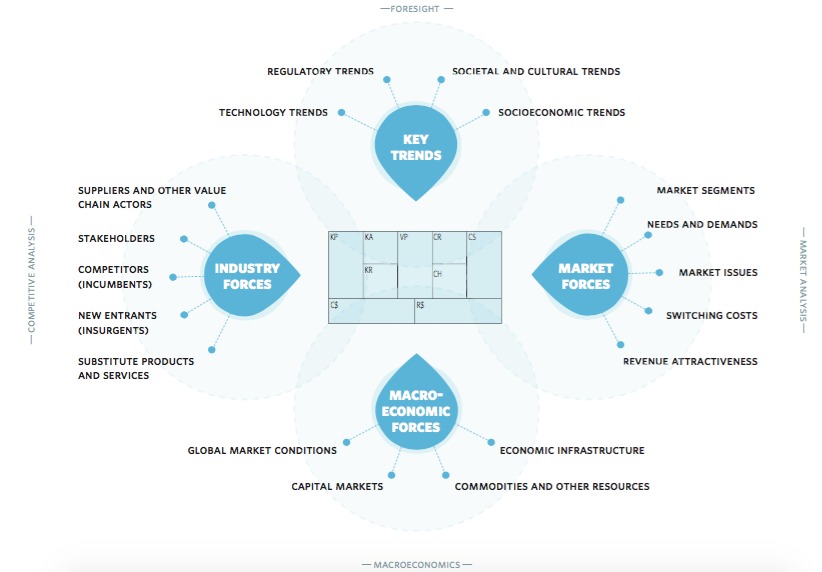 —FORESIGHT —
REGULATORY TRENDS
SOCIETAL AND CULTURAL TRENDS
TECHNOLOGY TRENDS
SOCIOECONOMIC TRENDS
KEY
TRENDS
SUPPLIERS AND OTHER VALUE
CHAIN ACTORS
STAKEHOLDERS
COMPETITORS
(INCUMBENTS)
NEW ENTRANTS
(INSURGENTS)
SUBSTITUTE PRODUCTS
AND SERVICES
— COMPETITIVE ANALYSIS —
INDUSTRY
FORCES
KP
KA
VP
CR
CS
KR
CH
C$
R$
MARKET
FORCES
MARKET SEGMENTS
NEEDS AND DEMANDS
MARKET ISSUES
SWITCHING COSTS
REVENUE ATTRACTIVENESS
— MARKET ANALYSIS—
MACRO-
ECONOMIC
FORCES
GLOBAL MARKET CONDITIONS
ECONOMIC INFRASTRUCTURE
CAPITAL MARKETS
COMMODITIES AND OTHER RESOURCES
— MACROECONOMICS —